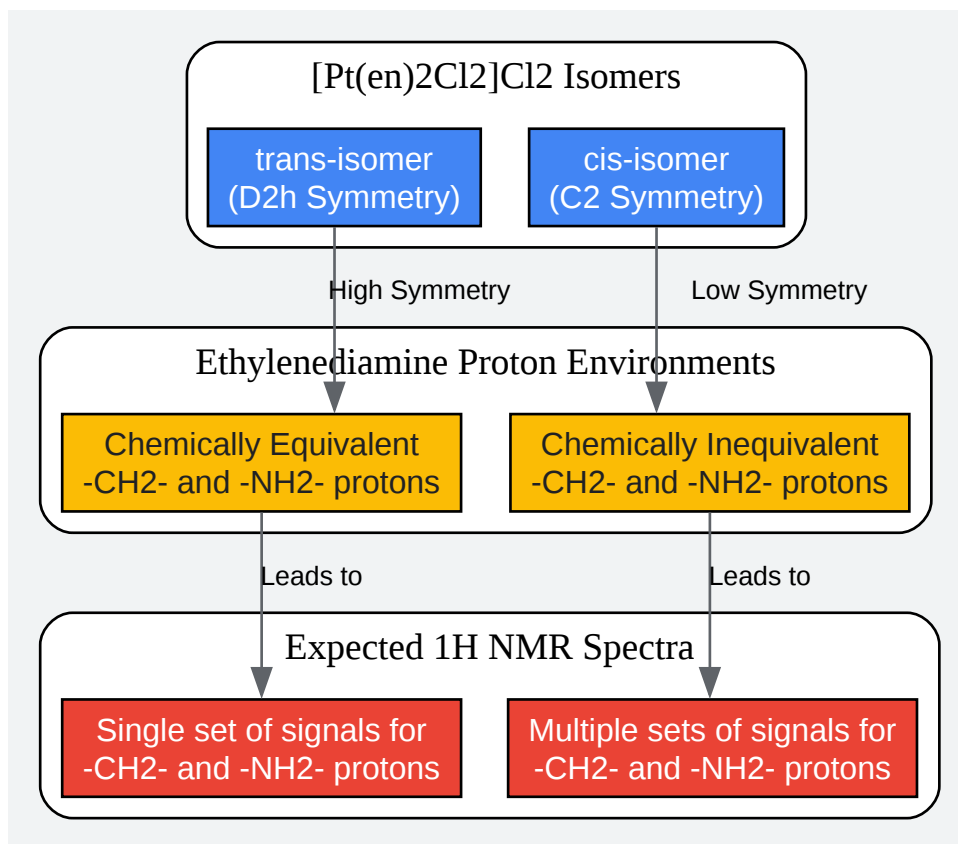 [Pt(en)2Cl2]Cl2 Isomers
trans-isomer
(D2h Symmetry)
cis-isomer
(C2 Symmetry)
High Symmetry
Low Symmetry
Ethylenediamine Proton Environments
Chemically Equivalent
-CH2- and -NH2- protons
Chemically Inequivalent
-CH2- and -NH2- protons
Leads to
Leads to
Expected 1H NMR Spectra
Single set of signals for
-CH2- and -NH2- protons
Multiple sets of signals for
-CH2- and -NH2- protons